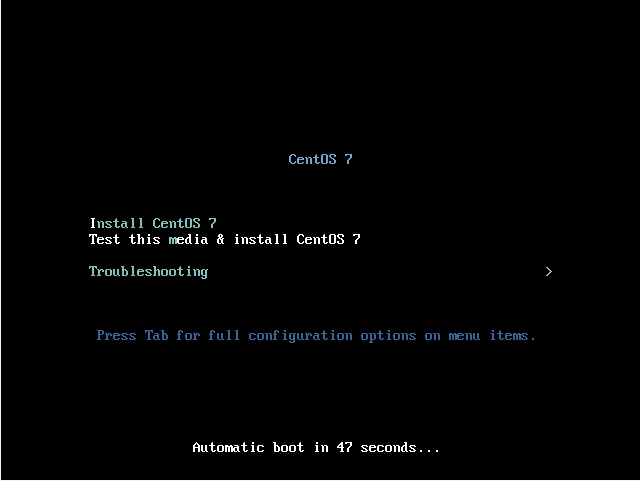 CentOS 7
Install CentOS 7
Test this media & install CentOS 7
Troubleshooting >
Press Tab for full configuration options on menu items.
Automatic boot in 47 seconds...